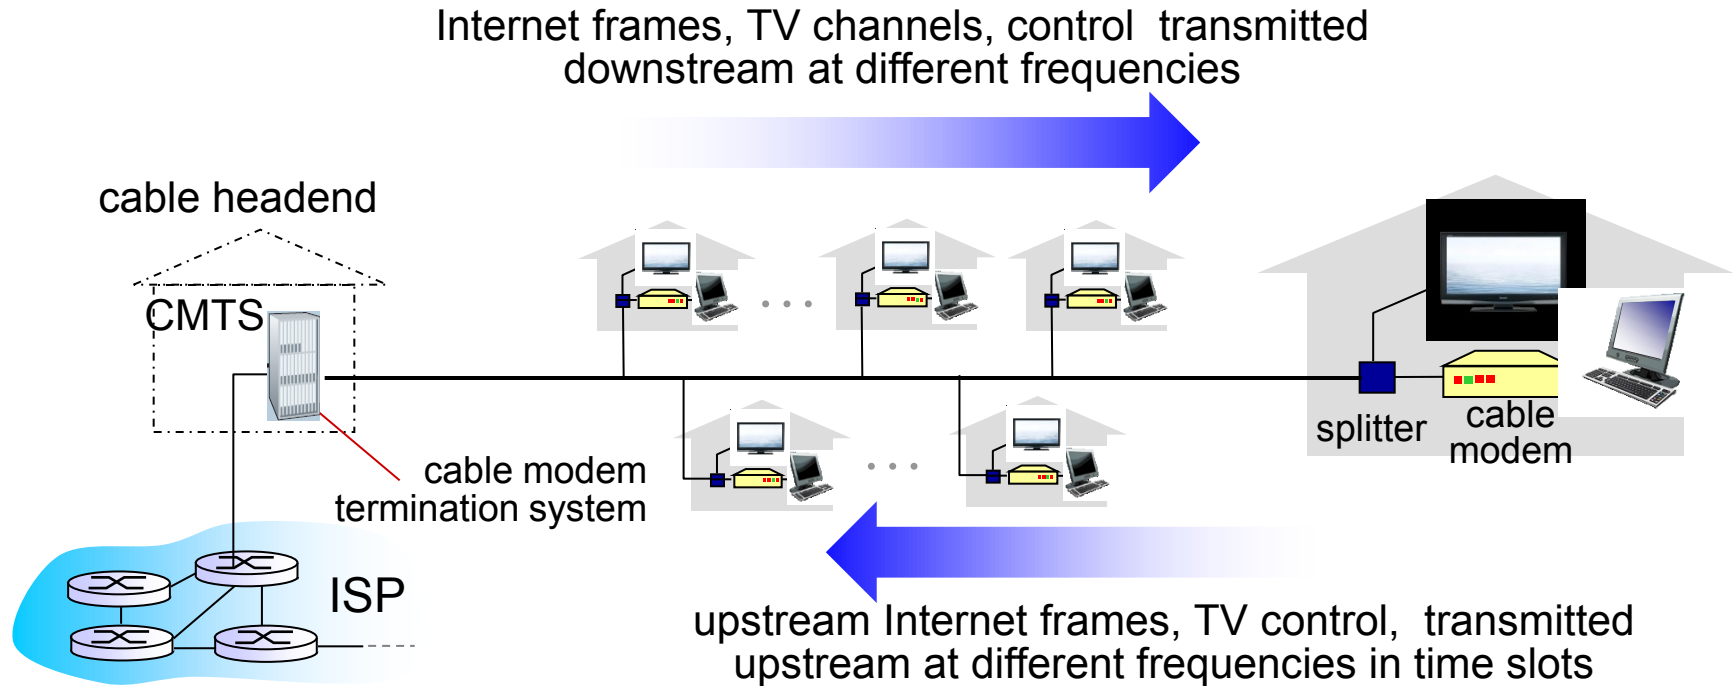 Internet frames, TV channels, control  transmitted
downstream at different frequencies
cable headend
CMTS
splitter
cable
modem
cable modem
termination system
ISP
upstream Internet frames, TV control,  transmitted
upstream at different frequencies in time slots